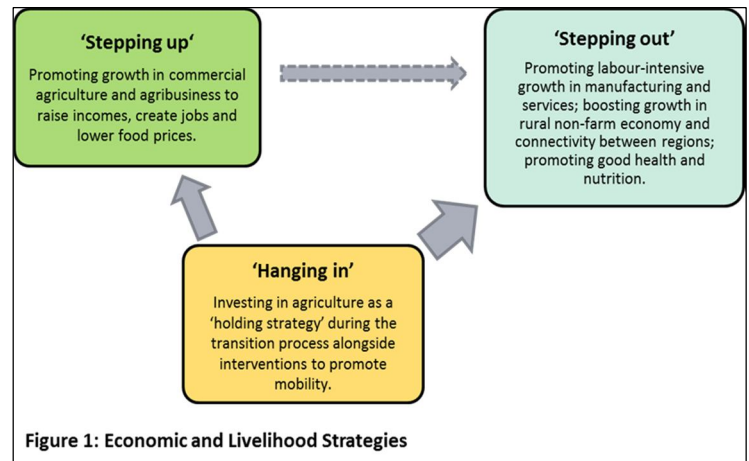 ‘Stepping up‘
Promoting growth in commercial
agriculture and agribusiness to
raise incomes, create jobs and
lower food prices.
‘Stepping out’
Promoting labour-intensive
growth in manufacturing and
services; boosting growth in
rural non-farm economy and
connectivity between regions;
promoting good health and
nutrition.
‘Hanging in’
Investing in agriculture as a
‘holding strategy’ during the
transition process alongside
interventions to promote
mobility.
Figure 1: Economic and Livelihood Strategies